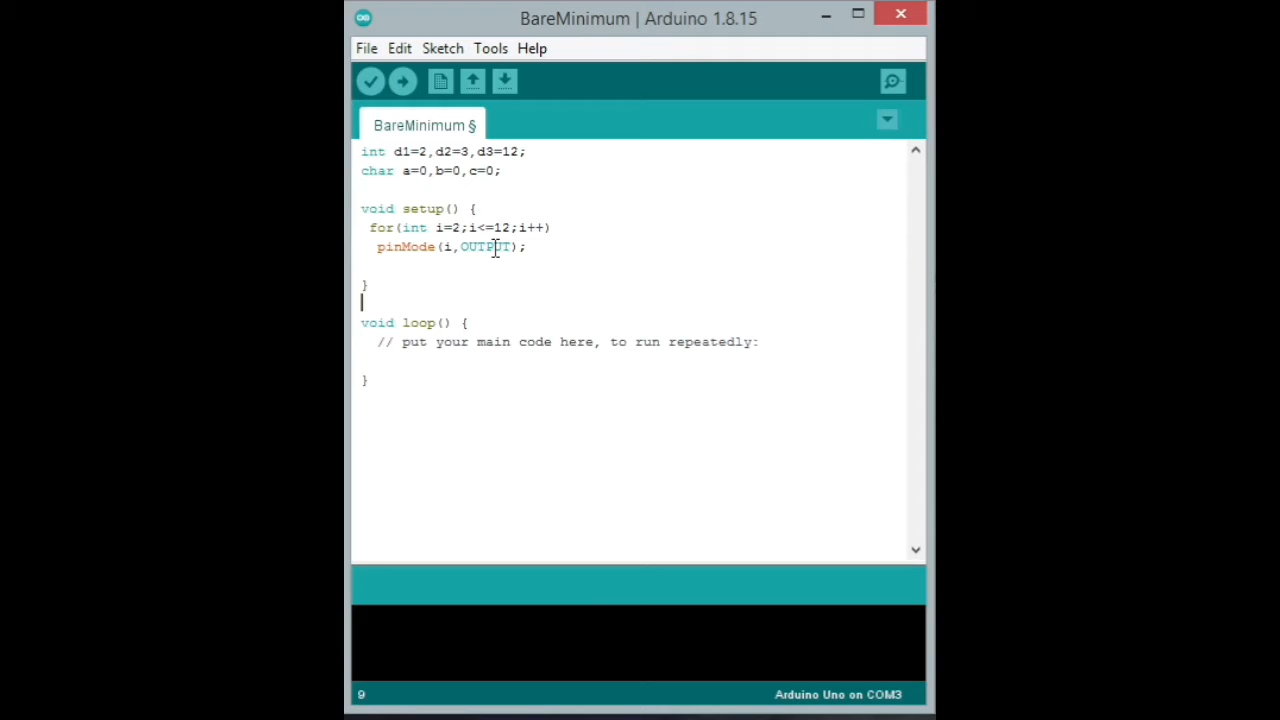 BareMinimum | Arduino 1.8.15
File Edit Sketch Tools Help
BareMinimum §
int d1=2,d2=3,d3=12;
char a=0,b=0,c=0;
void setup() {
for(int i=2;i<=12;i++)
pinMode(i,OUTPUT);
}
void loop() {
// put your main code here, to run repeatedly:
}
9 Arduino Uno on COM3